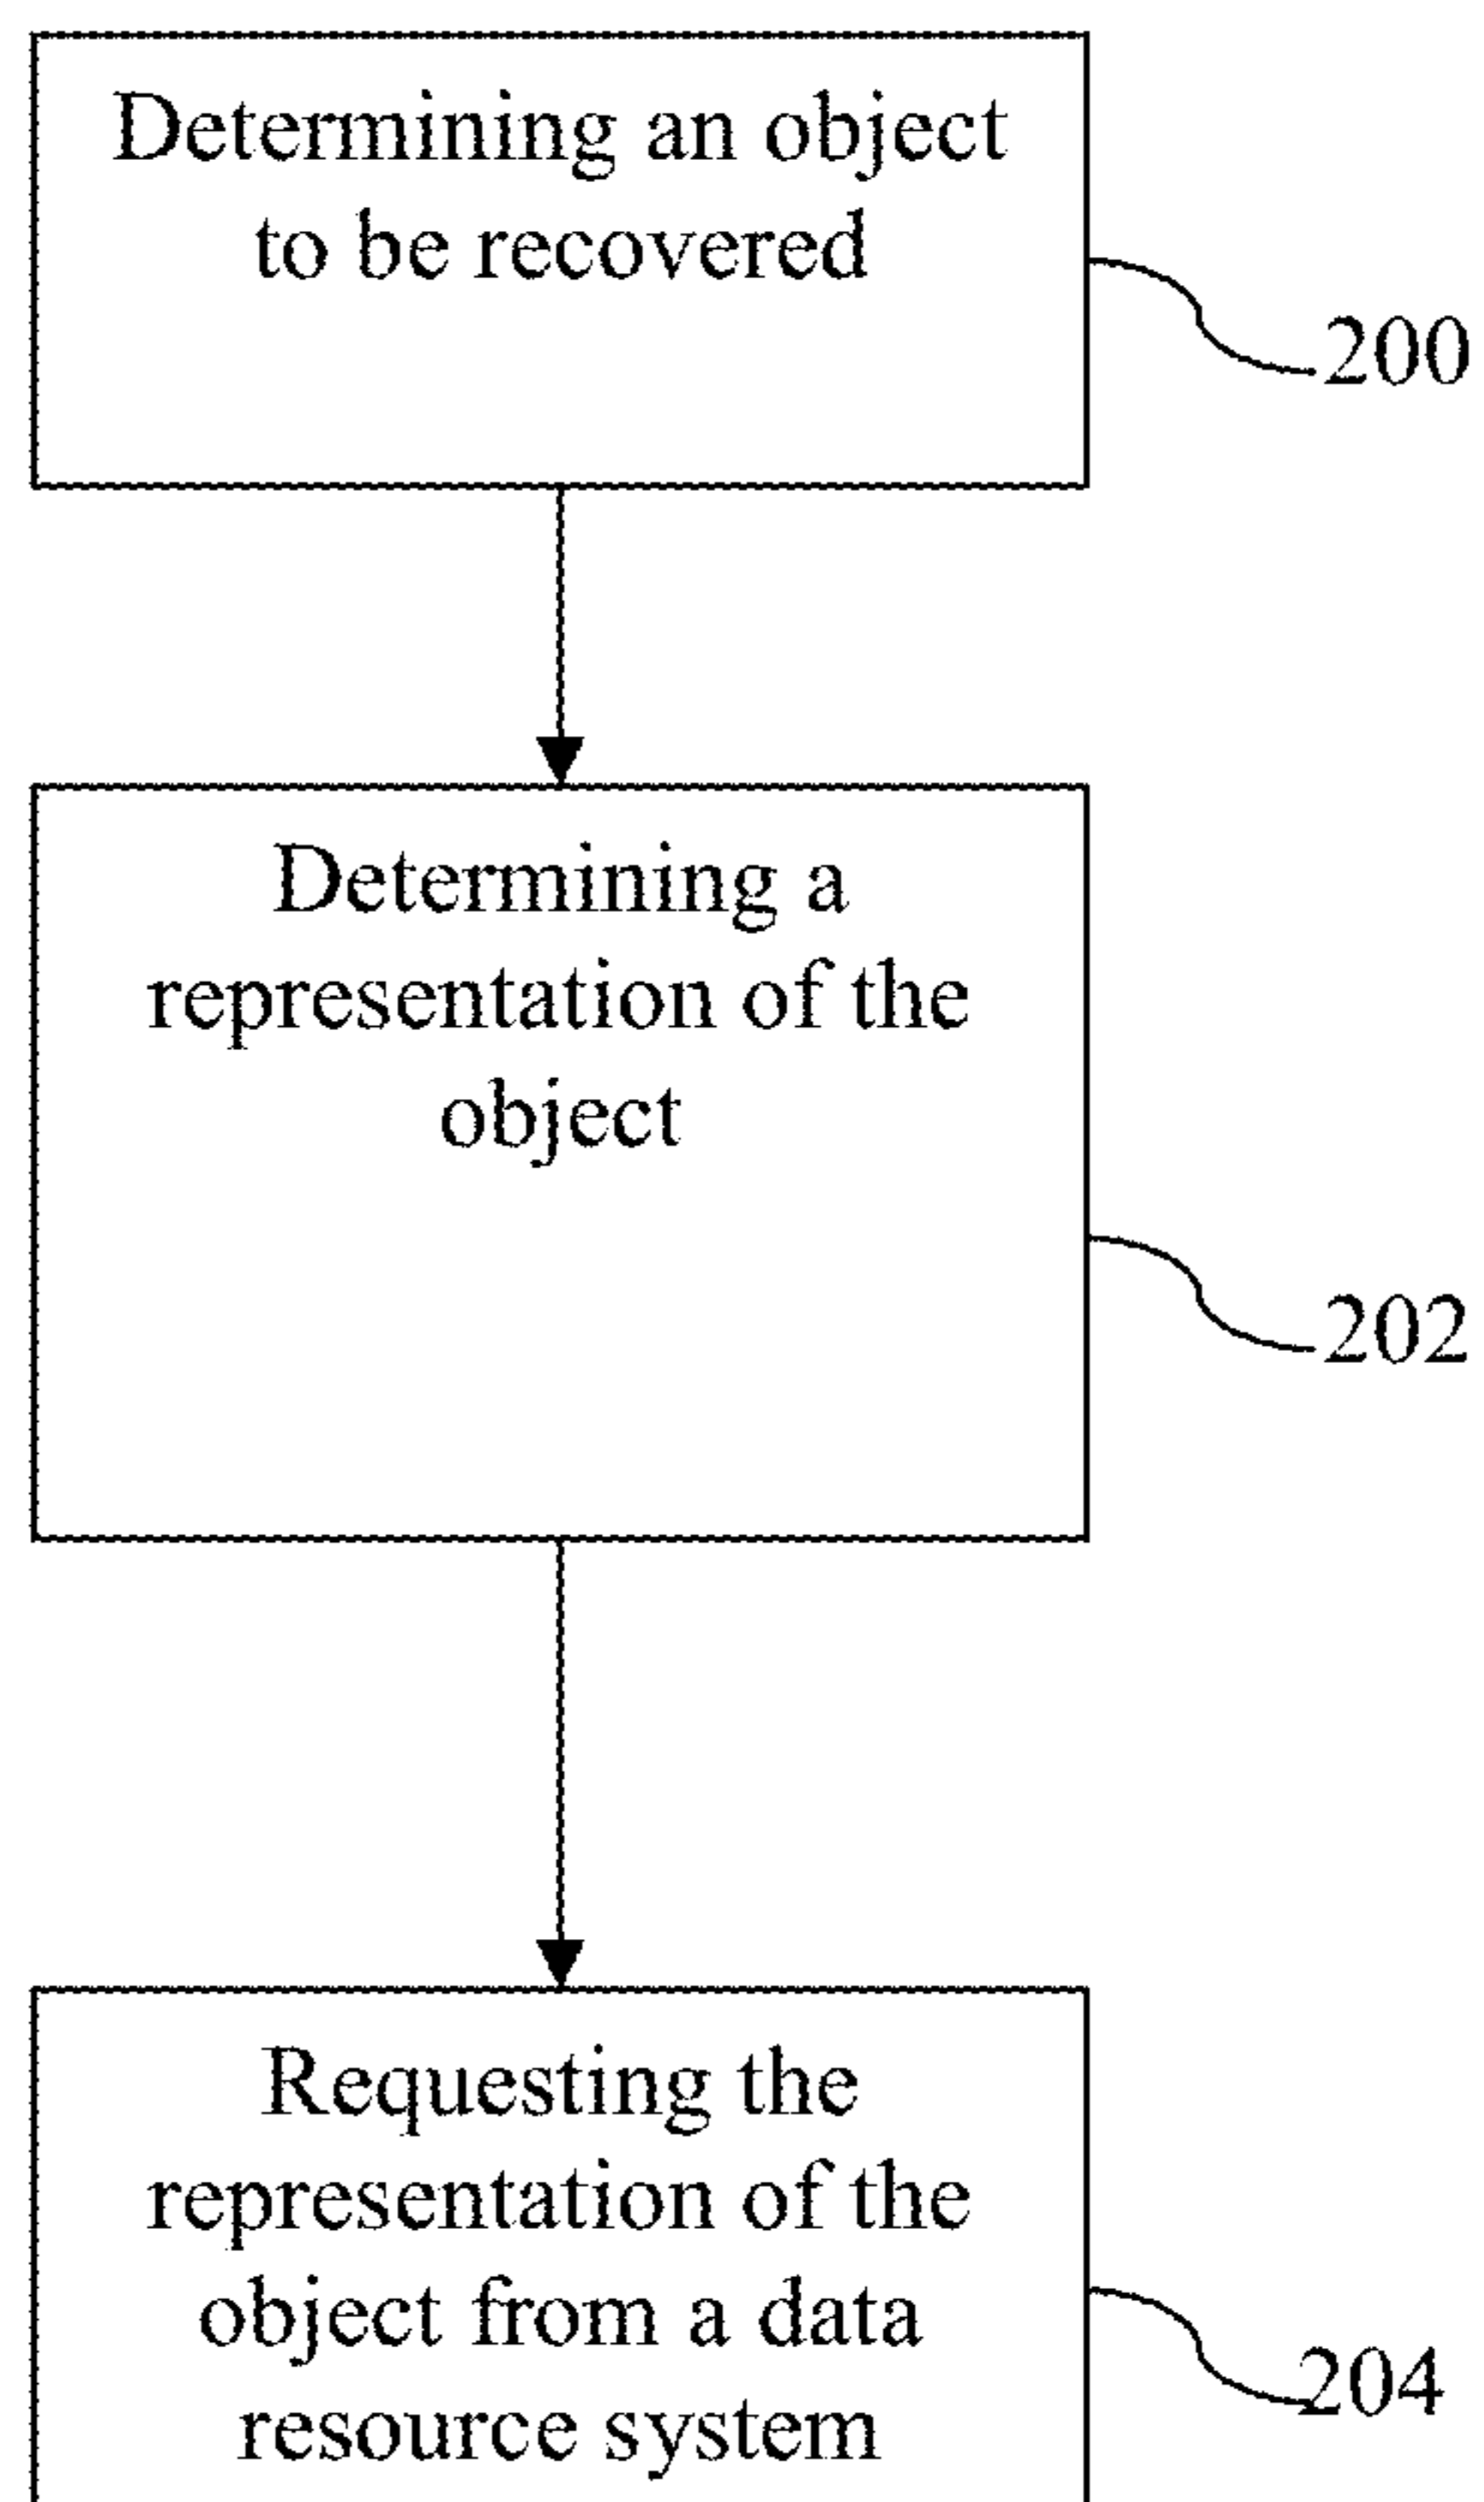 Determining an object
to be recovered
200
Determining a
representation of the
object
202
Requesting the
representation of the
object from a data
resource system
204